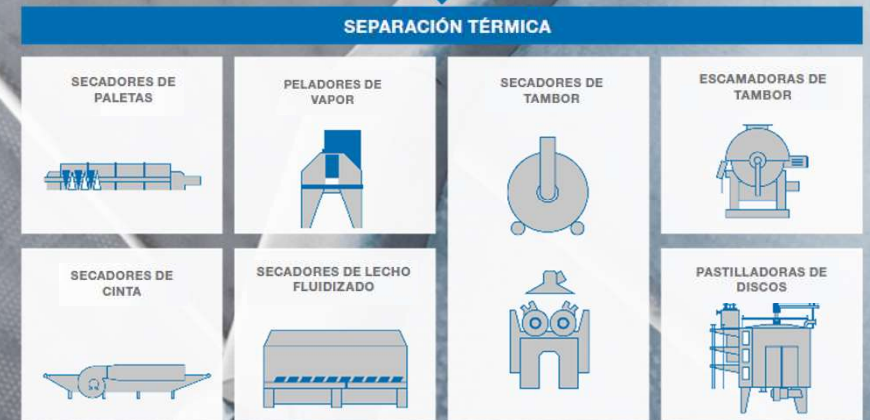 SEPARACIÓN TÉRMICA
SECADORES DE
PALETAS
PELADORES DE
VAPOR
SECADORES DE
TAMBOR
ESCAMADORAS DE
TAMBOR
SECADORES DE
CINTA
SECADORES DE LECHO
FLUIDIZADO
PASTILLADORAS DE
DISCOS